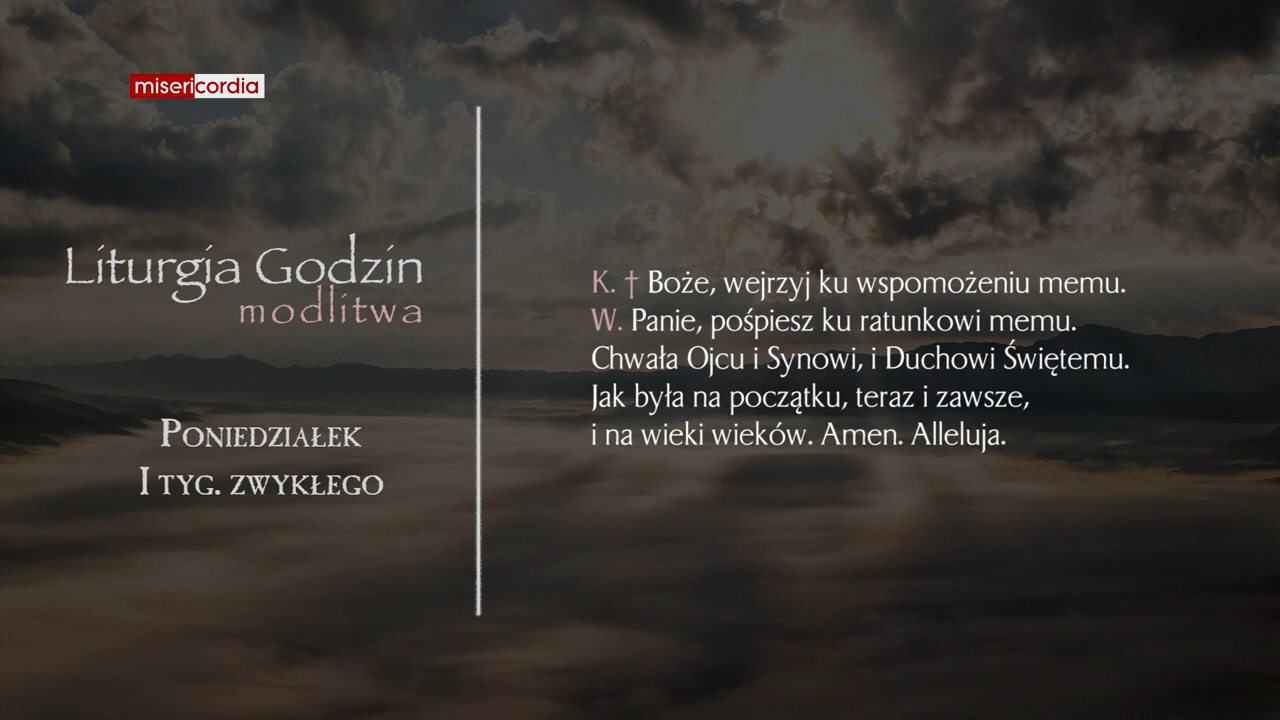 misericordia
Liturgia Godzin
modlitwa
Poniedziałek
I tyg. zwykłego
K. † Boże, wejrzyj ku wspomożeniu memu.
W. Panie, pośpiesz ku ratunkowi memu.
Chwała Ojcu i Synowi, i Duchowi Świętemu.
Jak była na początku, teraz i zawsze,
i na wieki wieków. Amen. Alleluja.